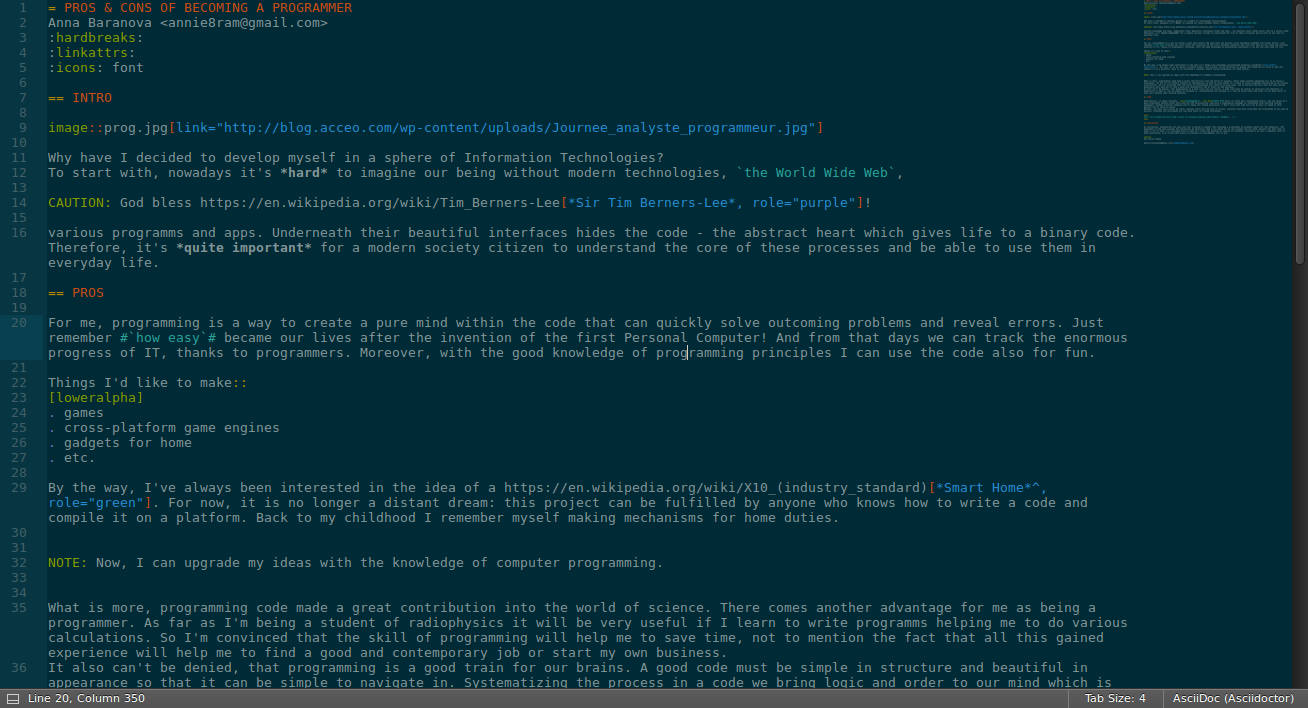 1 = PROS & CONS OF BECOMING A PROGRAMMER
2 Anna Baranova <annie8ram@gmail.com>
3 :hardbreaks:
4 :linkattrs:
5 :icons: font
6
7 == INTRO
8
9 image::prog.jpg[link="http://blog.acceo.com/wp-content/uploads/Journee_analyste_programmeur.jpg"]
10
11 Why have I decided to develop myself in a sphere of Information Technologies?
12 To start with, nowadays it's *hard* to imagine our being without modern technologies, `the World Wide Web`,
13
14 CAUTION: God bless https://en.wikipedia.org/wiki/Tim_Berners-Lee[*Sir Tim Berners-Lee*, role="purple"]!
15
16 various programms and apps. Underneath their beautiful interfaces hides the code - the abstract heart which gives life to a binary code.
Therefore, it's *quite important* for a modern society citizen to understand the core of these processes and be able to use them in
everyday life.
17
18 == PROS
19
20 For me, programming is a way to create a pure mind within the code that can quickly solve outcoming problems and reveal errors. Just
remember #`how easy`# became our lives after the invention of the first Personal Computer! And from that days we can track the enormous
progress of IT, thanks to programmers. Moreover, with the good knowledge of programming principles I can use the code also for fun.
21
22 Things I'd like to make::
23 [loweralpha]
24 . games
25 . cross-platform game engines
26 . gadgets for home
27 . etc.
28
29 By the way, I've always been interested in the idea of a https://en.wikipedia.org/wiki/X10_(industry_standard)[*Smart Home*^,
role="green"]. For now, it is no longer a distant dream: this project can be fulfilled by anyone who knows how to write a code and
compile it on a platform. Back to my childhood I remember myself making mechanisms for home duties.
30
31
32 NOTE: Now, I can upgrade my ideas with the knowledge of computer programming.
33
34
35 What is more, programming code made a great contribution into the world of science. There comes another advantage for me as being a
programmer. As far as I'm being a student of radiophysics it will be very useful if I learn to write programms helping me to do various
calculations. So I'm convinced that the skill of programming will help me to save time, not to mention the fact that all this gained
experience will help me to find a good and contemporary job or start my own business.
36 It also can't be denied, that programming is a good train for our brains. A good code must be simple in structure and beautiful in
appearance so that it can be simple to navigate in. Systematizing the process in a code we bring logic and order to our mind which is
Line 20, Column 350
Tab Size: 4
AsciiDoc (Asciidoctor)